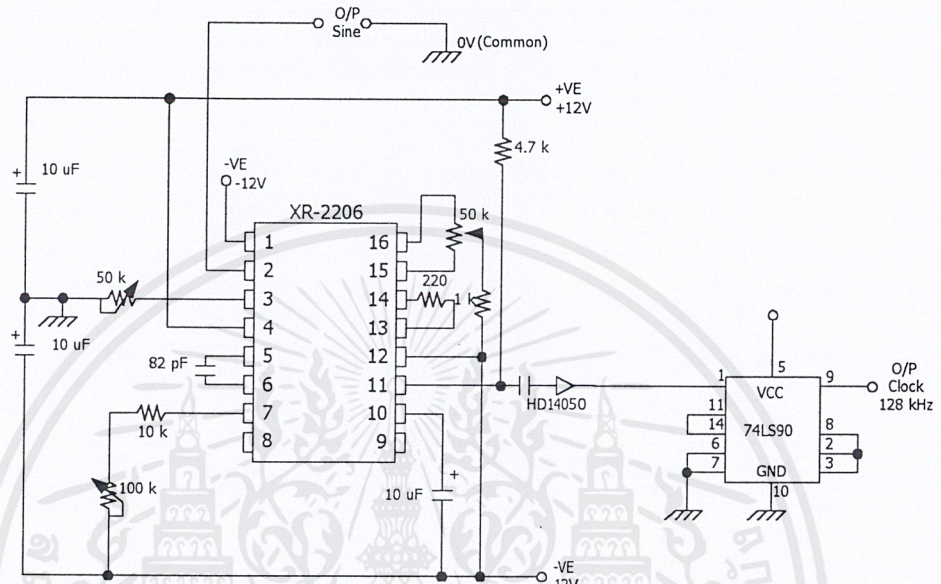 O/P
Sine
0V(Common)
+VE
+12V
4.7 k
10 uF
-VE
-12V
XR-2206
50 k
1 16
2 15
50 k
220
3 14
1 k
4 13
10 uF
5 12
82 pF
6 11
HD14050
7 10
10 k
8 9
100 k
10 uF
5
1 9
VCC
O/P
Clock
128 kHz
11
14 8
74LS90
6 2
7 3
GND
10
-VE
12V